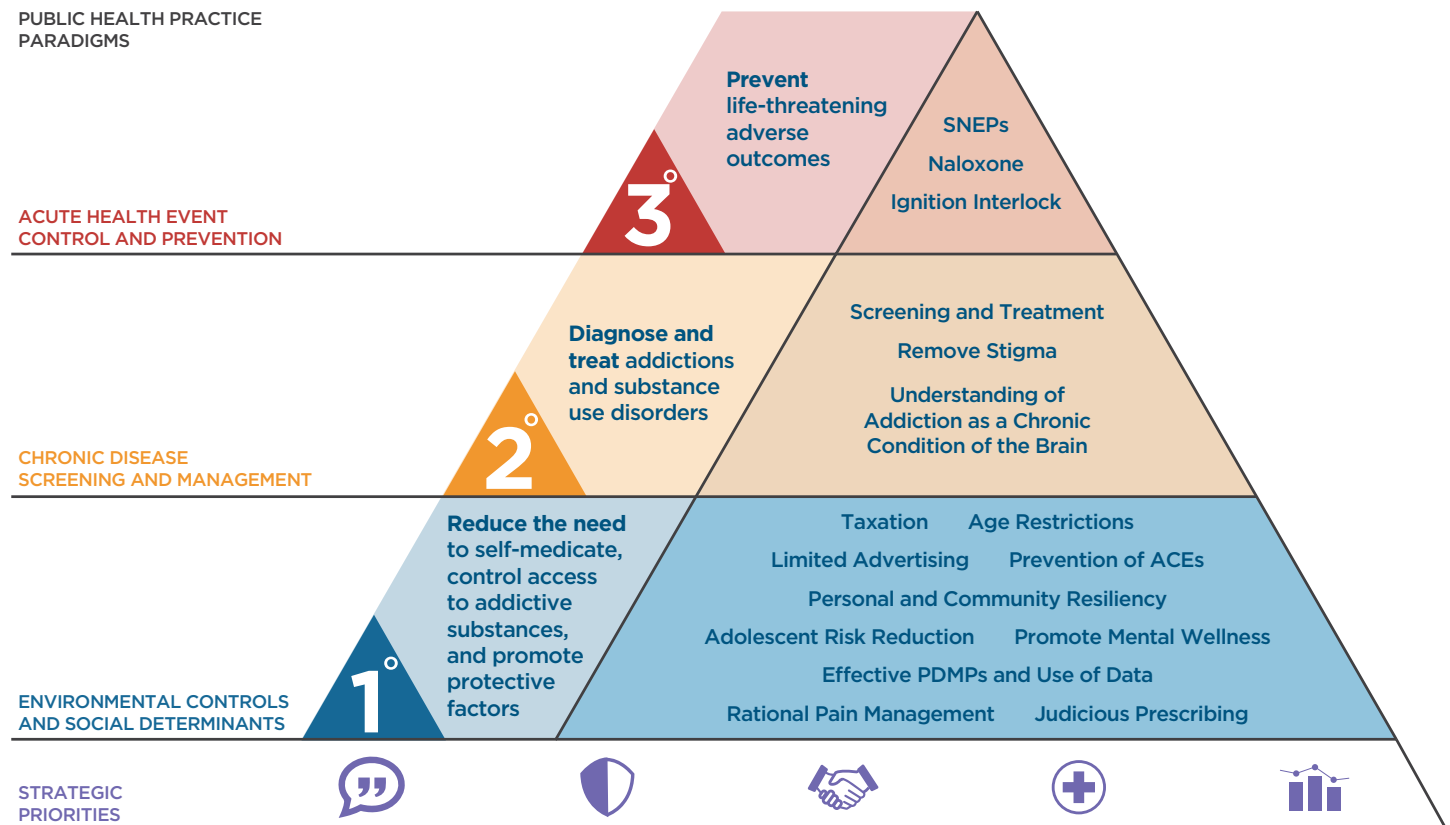 PUBLIC HEALTH PRACTICE
PARADIGMS
Prevent
life-threatening
adverse
outcomes
SNEPs
Naloxone
Ignition Interlock
3°
ACUTE HEALTH EVENT
CONTROL AND PREVENTION
Diagnose and
treat addictions
and substance
use disorders
Screening and Treatment
Remove Stigma
Understanding of
Addiction as a Chronic
Condition of the Brain
2°
CHRONIC DISEASE
SCREENING AND MANAGEMENT
Reduce the need
to self-medicate,
control access
to addictive
substances,
and promote
protective
factors
Taxation Age Restrictions
Limited Advertising Prevention of ACEs
Personal and Community Resiliency
Adolescent Risk Reduction Promote Mental Wellness
Effective PDMPs and Use of Data
Rational Pain Management Judicious Prescribing
1°
ENVIRONMENTAL CONTROLS
AND SOCIAL DETERMINANTS
STRATEGIC
PRIORITIES